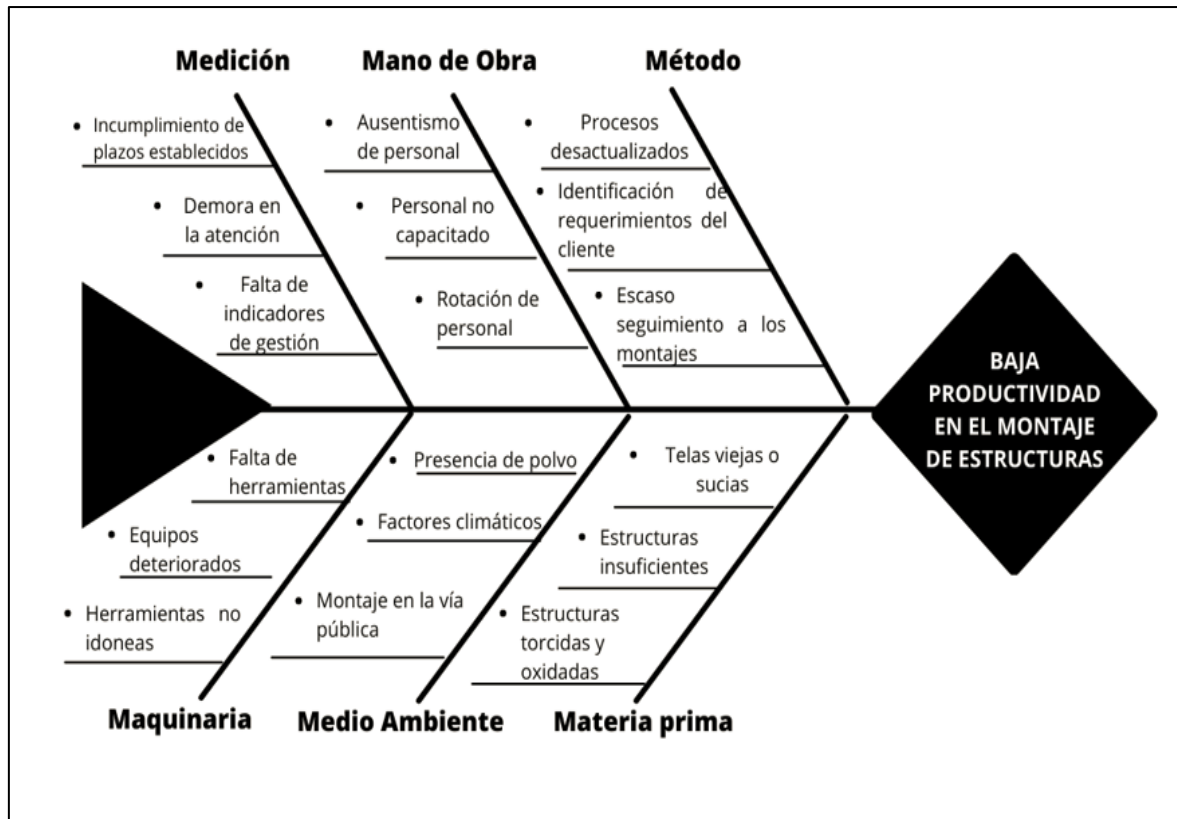 Medición
• Incumplimiento de
plazos establecidos
• Demora en
la atención
• Falta de
indicadores
de gestión
Mano de Obra
• Ausentismo
de personal
• Personal no
capacitado
• Rotación de
personal
Método
• Procesos
desactualizados
• Identificación de
requerimientos del
cliente
• Escaso
seguimiento a los
montajes
BAJA
PRODUCTIVIDAD
EN EL MONTAJE
DE ESTRUCTURAS
• Falta de
herramientas
• Equipos
deteriorados
• Herramientas no
idoneas
Maquinaria
• Presencia de polvo
• Factores climáticos
• Montaje en la vía
pública
Medio Ambiente
• Telas viejas o
sucias
• Estructuras
insuficientes
• Estructuras
torcidas y
oxidadas
Materia prima